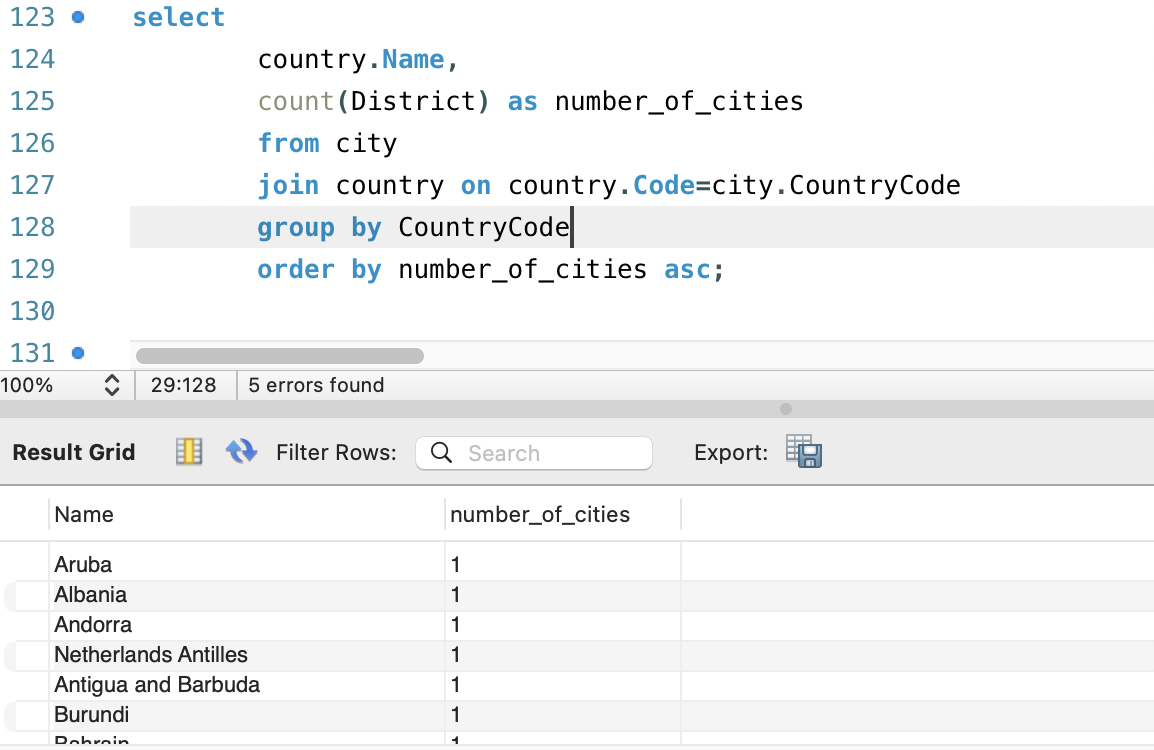 123 select
124 country.Name,
125 count(District) as number_of_cities
126 from city
127 join country on country.Code=city.CountryCode
128 group by CountryCode
129 order by number_of_cities asc;
130
131
100% 29:128 5 errors found
Result Grid Filter Rows: Search Export:
Name number_of_cities
Aruba 1
Albania 1
Andorra 1
Netherlands Antilles 1
Antigua and Barbuda 1
Burundi 1
Bahrain 1